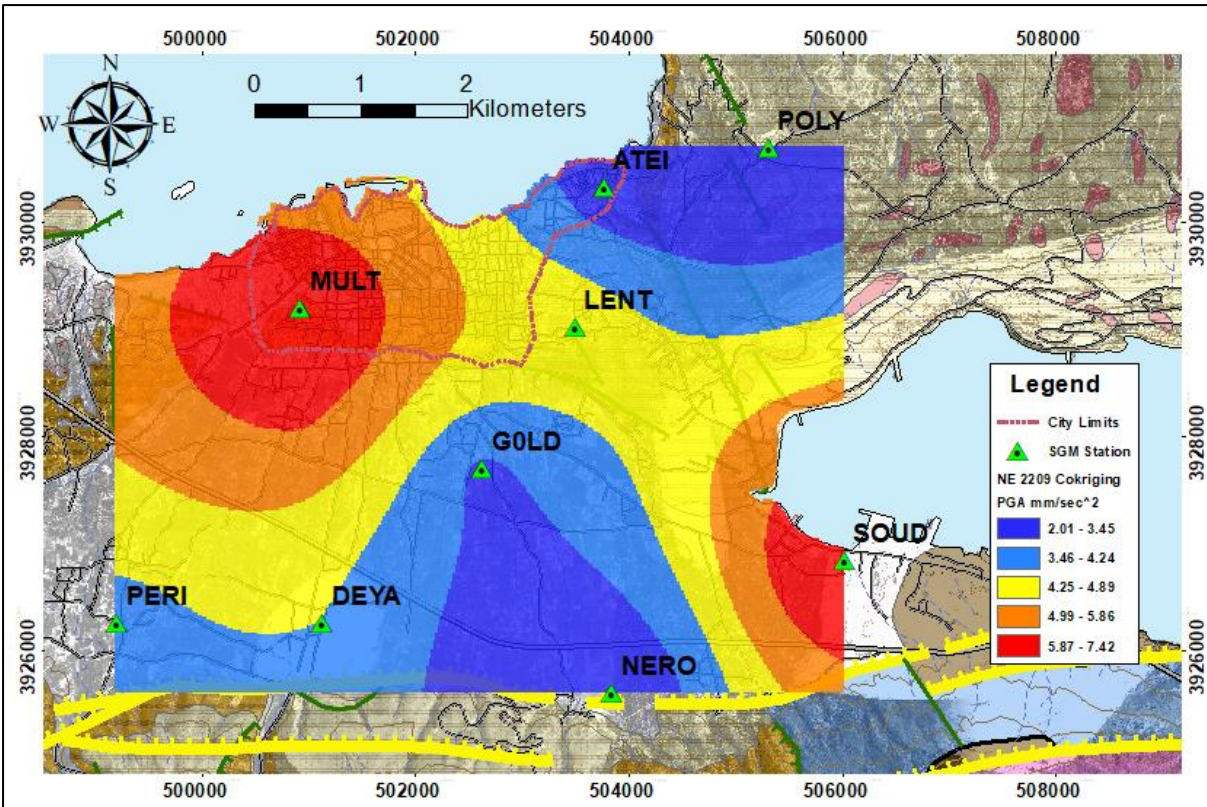 500000 502000 504000 506000 508000
N
W E
S
0 1 2
Kilometers
POLY
ATEI
3930000 3930000
MULT
LENT
Legend
City Limits
SGM Station
NE 2209 Cokriging
PGA mm/sec^2
2.01 - 3.45
3.46 - 4.24
4.25 - 4.89
4.99 - 5.86
5.87 - 7.42
3928000 3928000
G0LD
SOUD
PERI DEYA
3926000 3926000
NERO
500000 502000 504000 506000 508000